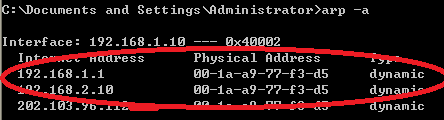 C:\Documents and Settings\Administrator>arp -a
Interface: 192.168.1.10 --- 0x40002
Internet Address Physical Address Type
192.168.1.1 00-1a-a9-77-f3-d5 dynamic
192.168.2.10 00-1a-a9-77-f3-d5 dynamic
202.103.96.112 00-1a-a9-77-f3-d5 dynamic